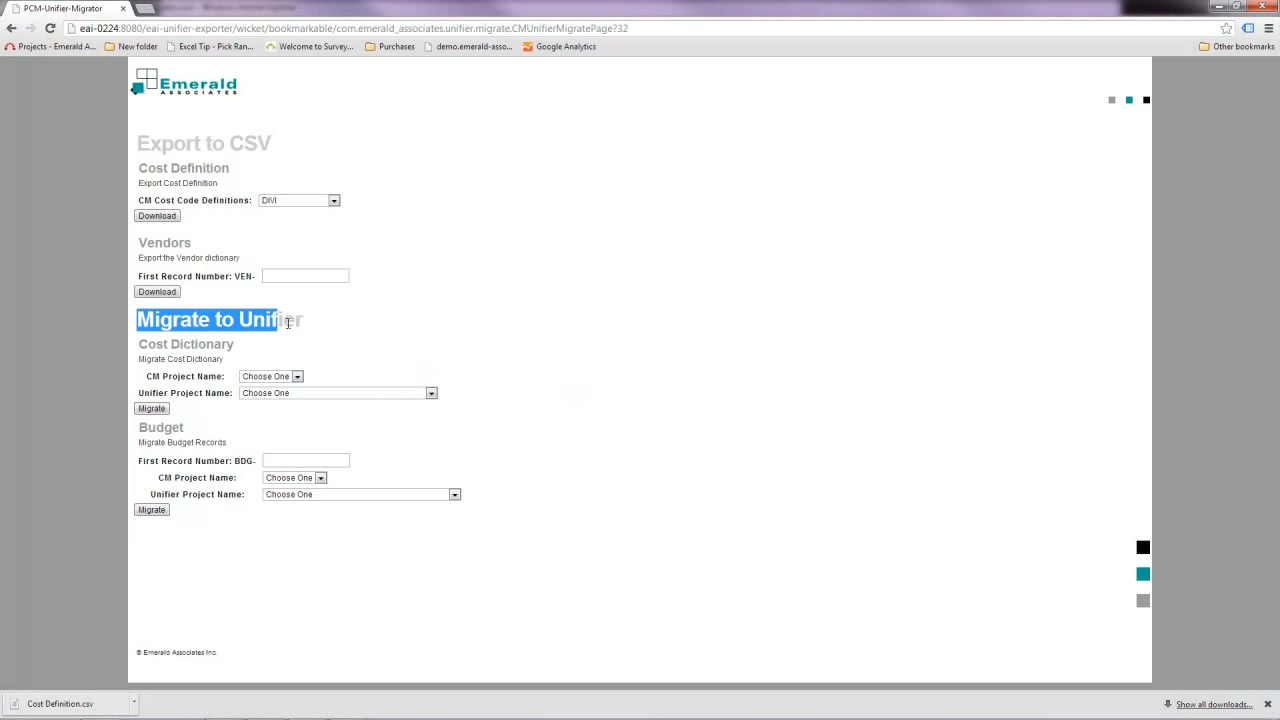 PCM-Unifier-Migrator
eai-0224:8080/eai-unifier-exporter/wicket/bookmarkable/com.emerald_associates.unifier.migrate.CMUnifierMigratePage?32
Projects - Emerald A... New folder Excel Tip - Pick Ran... Welcome to Survey... Purchases demo.emerald-asso... Google Analytics Other bookmarks
Emerald
ASSOCIATES
Export to CSV
Cost Definition
Export Cost Definition
CM Cost Code Definitions: DIVI
Download
Vendors
Export the Vendor dictionary
First Record Number: VEN-
Download
Migrate to Unifier
Cost Dictionary
Migrate Cost Dictionary
CM Project Name: Choose One
Unifier Project Name: Choose One
Migrate
Budget
Migrate Budget Records
First Record Number: BDG-
CM Project Name: Choose One
Unifier Project Name: Choose One
Migrate
© Emerald Associates Inc.
Cost Definition.csv Show all downloads...